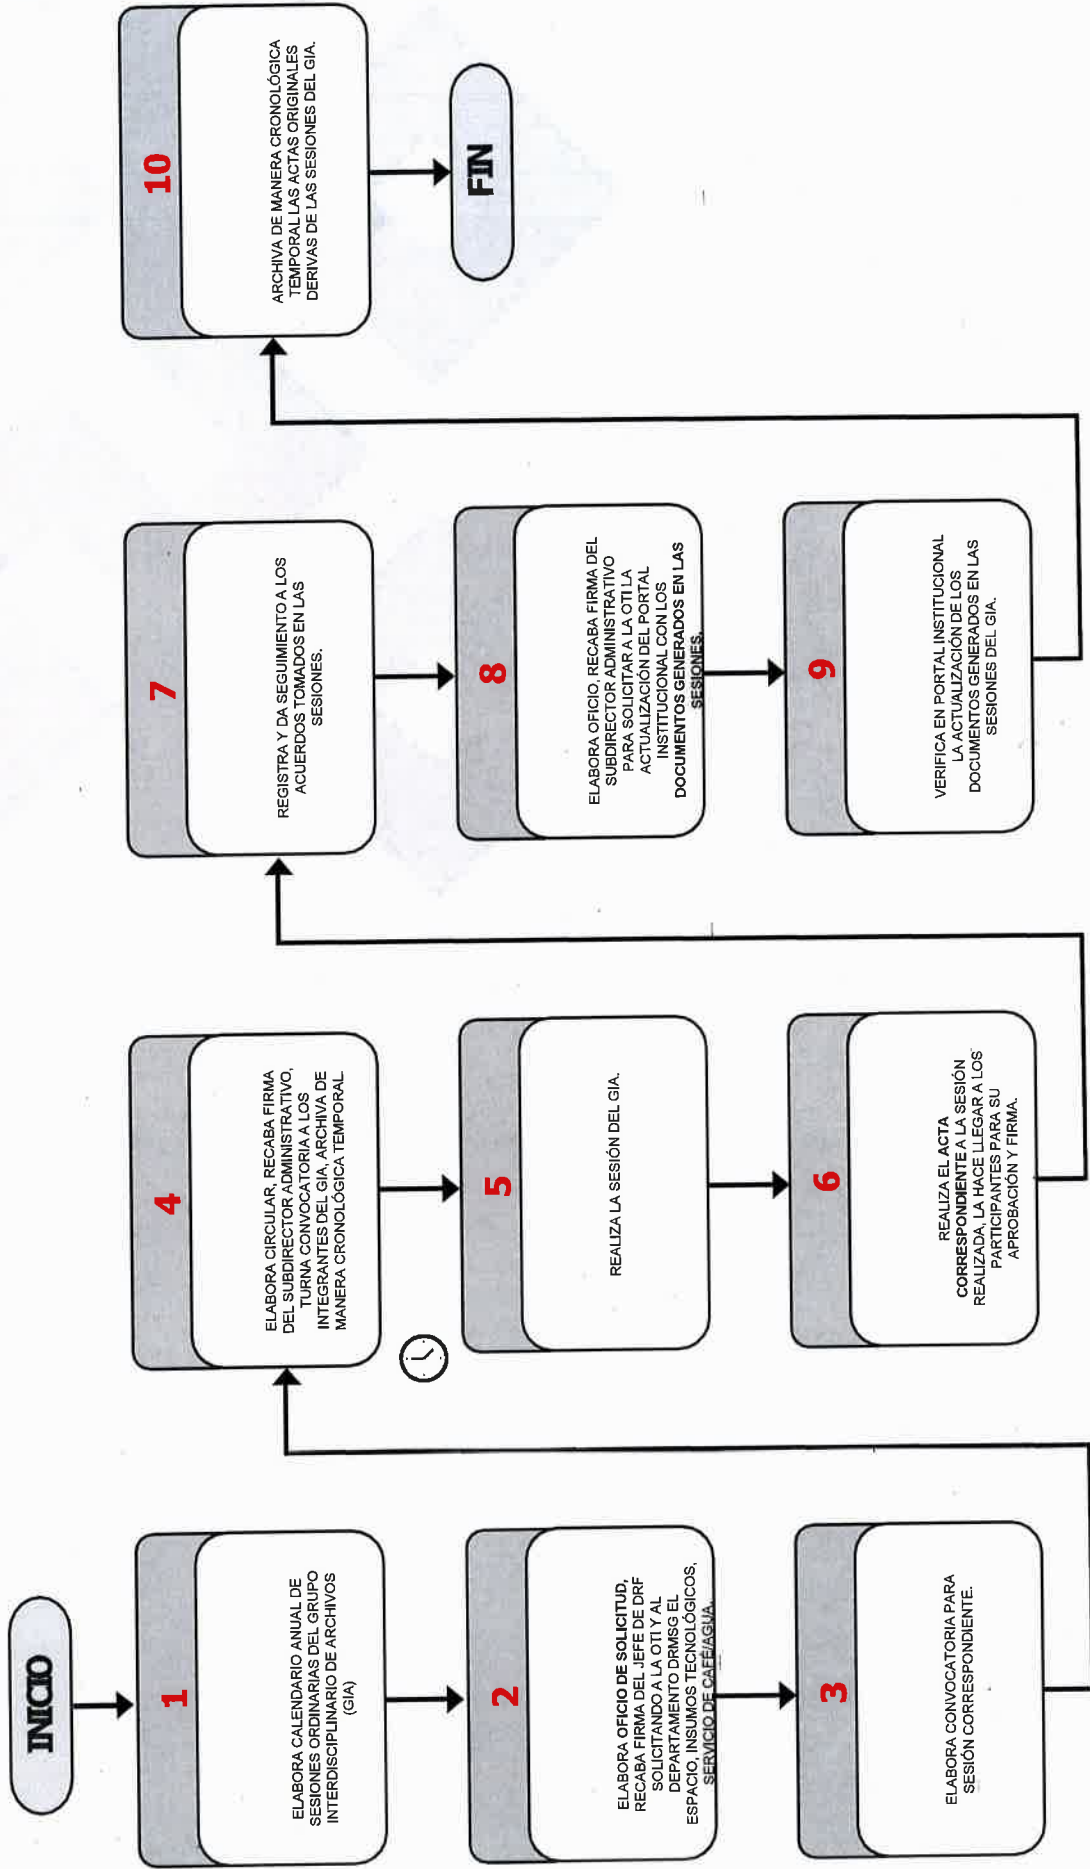 INICIO
1
ELABORA CALENDARIO ANUAL DE
SESIONES ORDINARIAS DEL GRUPO
INTERDISCIPLINARIO DE ARCHIVOS
(GIA)
2
ELABORA OFICIO DE SOLICITUD,
RECABA FIRMA DEL JEFE DE DRF
SOLICITANDO A LA OTI Y AL
DEPARTAMENTO DRMSG EL
ESPACIO, INSUMOS TECNOLÓGICOS,
SERVICIO DE CAFÉ/AGUA.
3
ELABORA CONVOCATORIA PARA
SESIÓN CORRESPONDIENTE.
4
ELABORA CIRCULAR, RECABA FIRMA
DEL SUBDIRECTOR ADMINISTRATIVO,
TURNA CONVOCATORIA A LOS
INTEGRANTES DEL GIA, ARCHIVA DE
MANERA CRONOLÓGICA TEMPORAL
5
REALIZA LA SESIÓN DEL GIA.
6
REALIZA EL ACTA
CORRESPONDIENTE A LA SESIÓN
REALIZADA, LA HACE LLEGAR A LOS
PARTICIPANTES PARA SU
APROBACIÓN Y FIRMA.
7
REGISTRA Y DA SEGUIMIENTO A LOS
ACUERDOS TOMADOS EN LAS
SESIONES.
8
ELABORA OFICIO, RECABA FIRMA DEL
SUBDIRECTOR ADMINISTRATIVO
PARA SOLICITAR A LA OTI LA
ACTUALIZACIÓN DEL PORTAL
INSTITUCIONAL CON LOS
DOCUMENTOS GENERADOS EN LAS
SESIONES.
9
VERIFICA EN PORTAL INSTITUCIONAL
LA ACTUALIZACIÓN DE LOS
DOCUMENTOS GENERADOS EN LAS
SESIONES DEL GIA.
10
ARCHIVA DE MANERA CRONOLÓGICA
TEMPORAL LAS ACTAS ORIGINALES
DERIVAS DE LAS SESIONES DEL GIA.
FIN